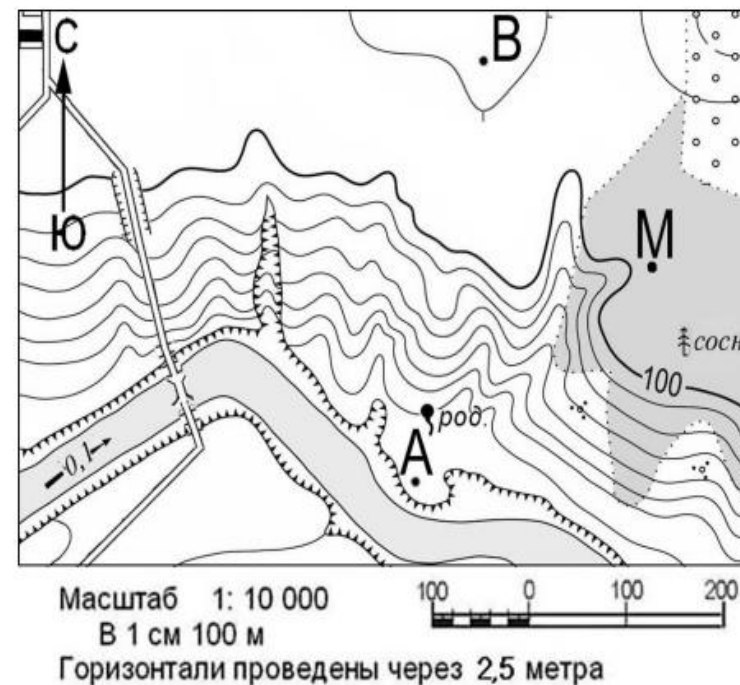 С
В
Ю
М
сосн
100
род.
А
0,1
Масштаб 1: 10 000
В 1 см 100 м
100 0 100 200
Горизонтали проведены через 2,5 метра